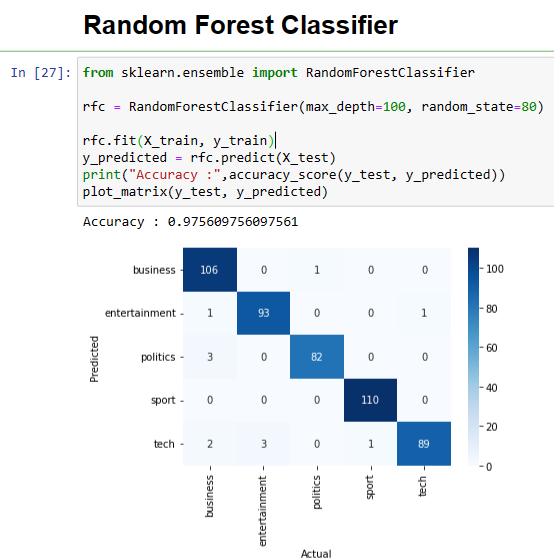 Random Forest Classifier
In [27]: from sklearn.ensemble import RandomForestClassifier
rfc = RandomForestClassifier(max_depth=100, random_state=80)
rfc.fit(X_train, y_train)
y_predicted = rfc.predict(X_test)
print("Accuracy :",accuracy_score(y_test, y_predicted))
plot_matrix(y_test, y_predicted)
Accuracy : 0.975609756097561
business 106 0 1 0 0
entertainment 1 93 0 0 1
politics 3 0 82 0 0
sport 0 0 0 110 0
tech 2 3 0 1 89
Predicted
business entertainment politics sport tech
Actual
100
80
60
40
20
0